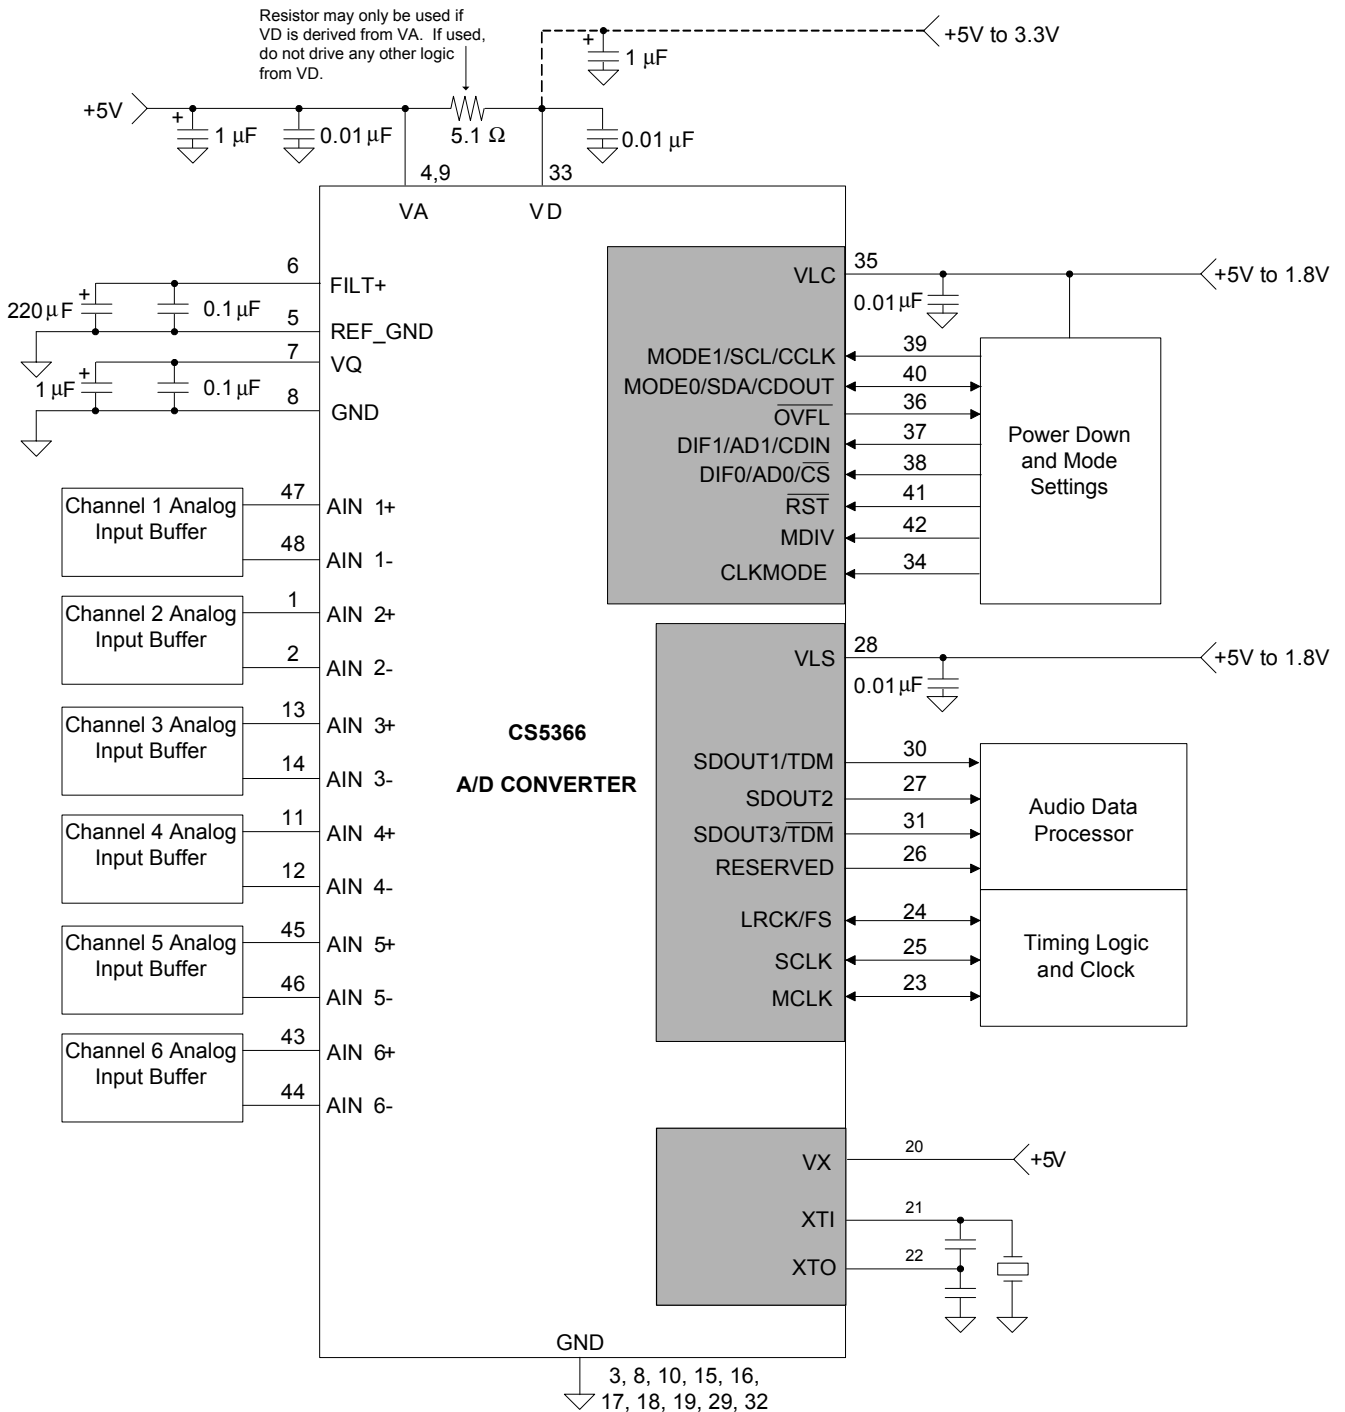 Resistor may only be used if
VD is derived from VA. If used,
do not drive any other logic
from VD.
+5V to 3.3V
+
1 µF
+5V
+
1 µF
0.01 µF
5.1 Ω
0.01 µF
4,9
33
VA
VD
6
FILT+
220 µF
+
0.1 µF
5
REF_GND
7
VQ
1 µF
+
0.1 µF
8
GND
Channel 1 Analog
Input Buffer
47
AIN 1+
48
AIN 1-
Channel 2 Analog
Input Buffer
1
AIN 2+
2
AIN 2-
Channel 3 Analog
Input Buffer
13
AIN 3+
14
AIN 3-
Channel 4 Analog
Input Buffer
11
AIN 4+
12
AIN 4-
Channel 5 Analog
Input Buffer
45
AIN 5+
46
AIN 5-
Channel 6 Analog
Input Buffer
43
AIN 6+
44
AIN 6-
CS5366
A/D CONVERTER
VLC
35
0.01 µF
+5V to 1.8V
MODE1/SCL/CCLK
39
MODE0/SDA/CDOUT
40
OVFL
36
DIF1/AD1/CDIN
37
DIF0/AD0/CS
38
RST
41
MDIV
42
CLKMODE
34
Power Down
and Mode
Settings
VLS
28
0.01 µF
+5V to 1.8V
SDOUT1/TDM
30
SDOUT2
27
SDOUT3/TDM
31
RESERVED
26
Audio Data
Processor
LRCK/FS
24
SCLK
25
MCLK
23
Timing Logic
and Clock
VX
20
+5V
XTI
21
XTO
22
GND
3, 8, 10, 15, 16,
17, 18, 19, 29, 32